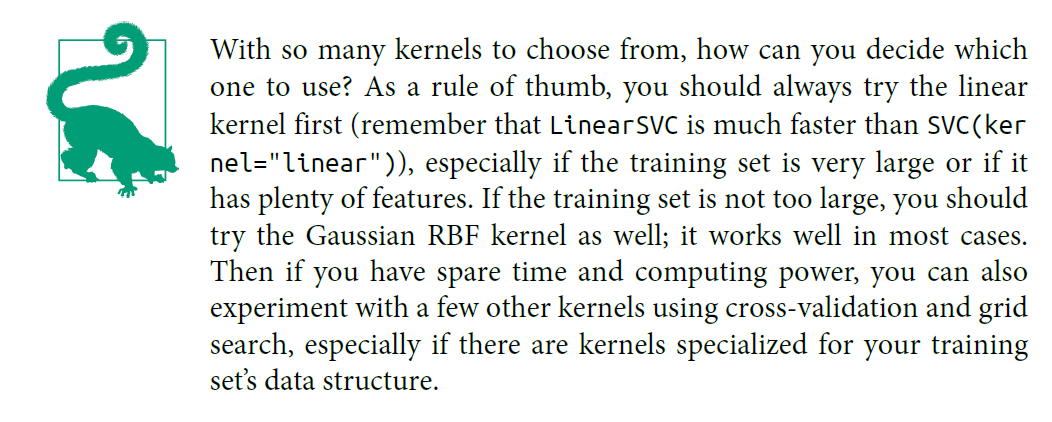 With so many kernels to choose from, how can you decide which
one to use? As a rule of thumb, you should always try the linear
kernel first (remember that LinearSVC is much faster than SVC(ker
nel="linear")), especially if the training set is very large or if it
has plenty of features. If the training set is not too large, you should
try the Gaussian RBF kernel as well; it works well in most cases.
Then if you have spare time and computing power, you can also
experiment with a few other kernels using cross-validation and grid
search, especially if there are kernels specialized for your training
set’s data structure.